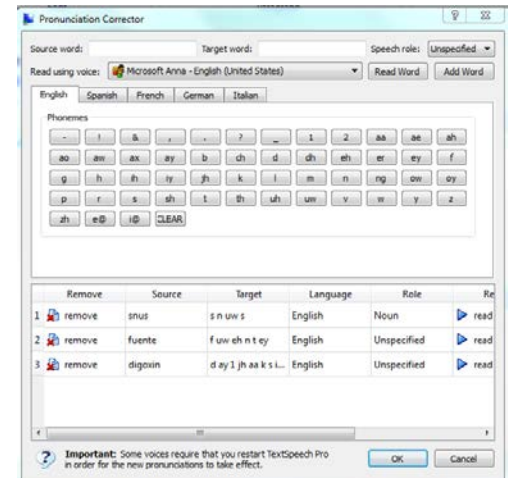 Pronunciation Corrector
Source word: Target word: Speech role: Unspecified
Read using voice: Microsoft Anna - English (United States) Read Word Add Word
English Spanish French German Italian
Phonemes
- ! & , . ? _ 1 2 aa ae ah
ao aw ax ay b ch d dh eh er ey f
g h ih iy jh k l m n ng ow oy
p r s sh t th uh uw v w y z
zh e@ i@ CLEAR
Remove Source Target Language Role Re
1 remove snus s n uw s English Noun read
2 remove fuente f uw eh n t ey English Unspecified read
3 remove digoxin d ay 1 jh aa k s i... English Unspecified read
Important: Some voices require that you restart TextSpeech Pro
in order for the new pronunciations to take effect.
OK Cancel